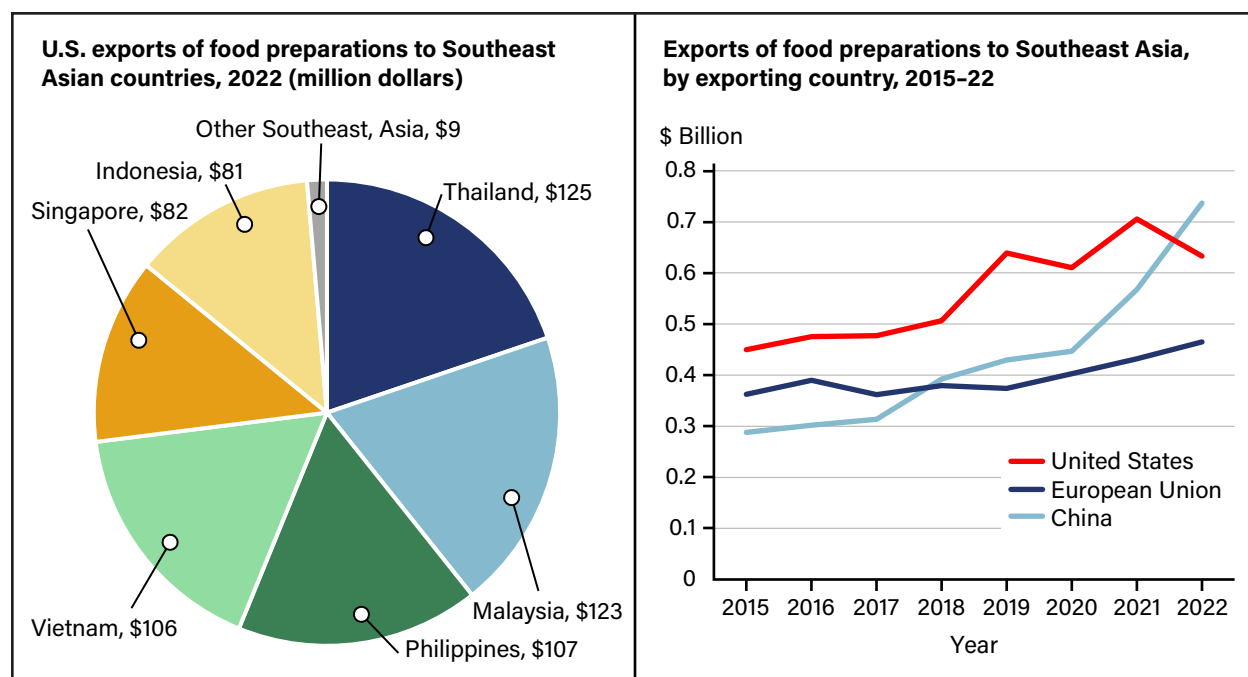 U.S. exports of food preparations to Southeast
Asian countries, 2022 (million dollars)
Other Southeast, Asia, $9
Indonesia, $81
Thailand, $125
Singapore, $82
Malaysia, $123
Vietnam, $106
Philippines, $107
Exports of food preparations to Southeast Asia,
by exporting country, 2015–22
$ Billion
0.8
0.7
0.6
0.5
0.4
0.3
0.2
0.1
0
United States
European Union
China
2015 2016 2017 2018 2019 2020 2021 2022
Year